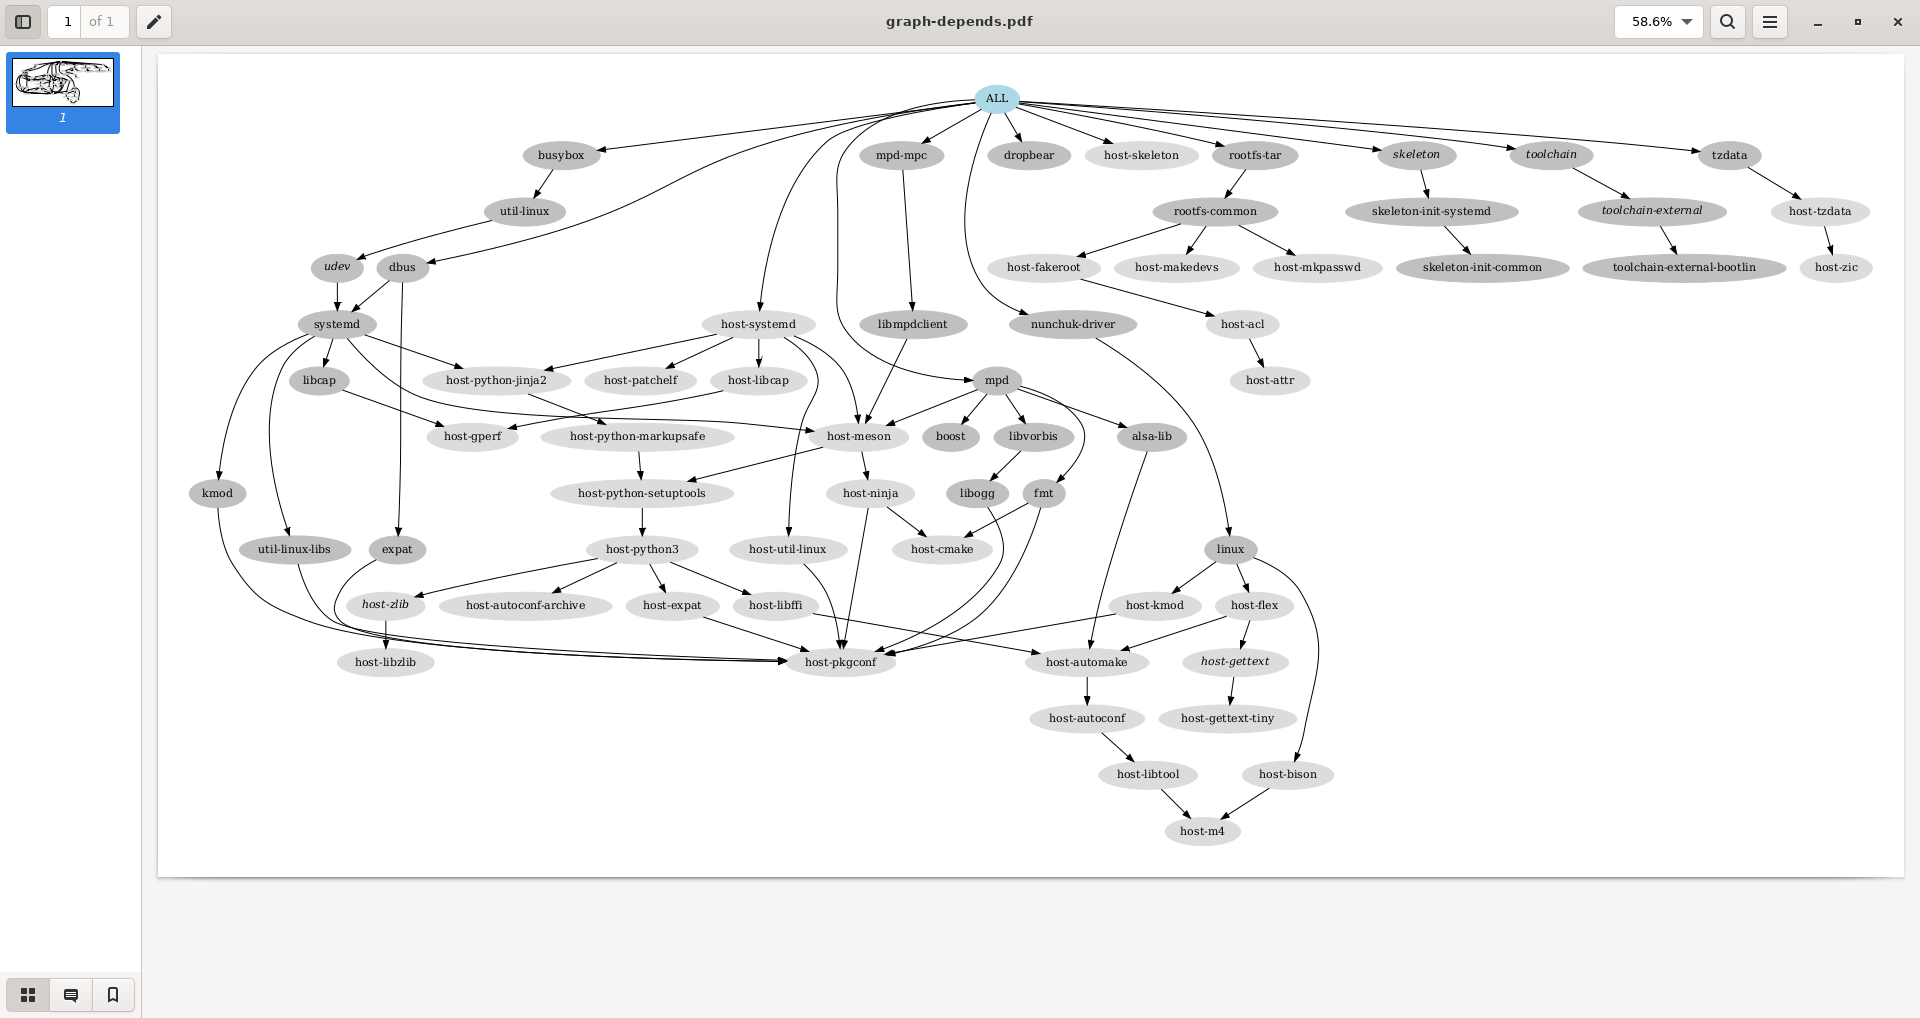 1 of 1
graph-depends.pdf
58.6%
1
ALL
busybox
mpd-mpc
dropbear
host-skeleton
rootfs-tar
skeleton
toolchain
tzdata
util-linux
rootfs-common
skeleton-init-systemd
toolchain-external
host-tzdata
udev
dbus
host-fakeroot
host-makedevs
host-mkpasswd
skeleton-init-common
toolchain-external-bootlin
host-zic
systemd
host-systemd
libmpdclient
nunchuk-driver
host-acl
libcap
host-python-jinja2
host-patchelf
host-libcap
mpd
host-attr
host-gperf
host-python-markupsafe
host-meson
boost
libvorbis
alsa-lib
kmod
host-python-setuptools
host-ninja
libogg
fmt
util-linux-libs
expat
host-python3
host-util-linux
host-cmake
linux
host-zlib
host-autoconf-archive
host-expat
host-libffi
host-kmod
host-flex
host-libzlib
host-pkgconf
host-automake
host-gettext
host-autoconf
host-gettext-tiny
host-libtool
host-bison
host-m4